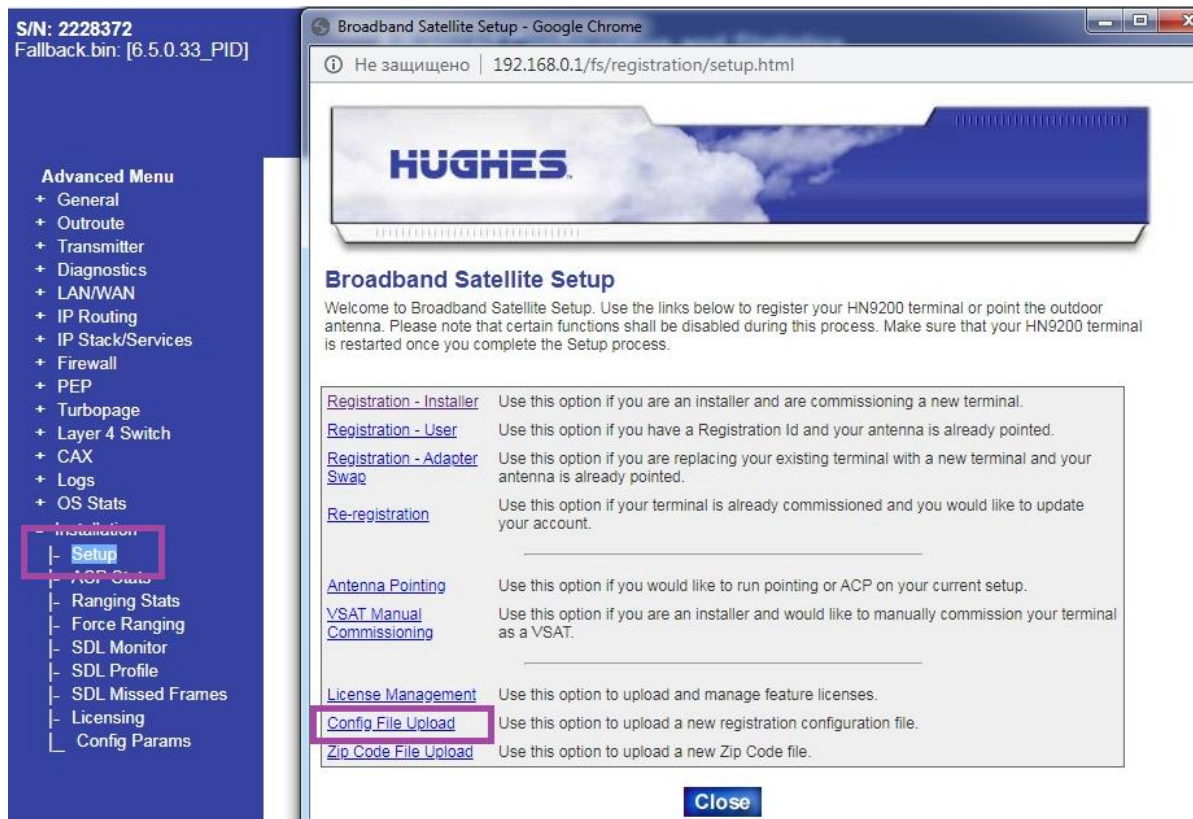 S/N: 2228372
Fallback.bin: [6.5.0.33_PID]
Advanced Menu
+ General
+ Outroute
+ Transmitter
+ Diagnostics
+ LAN/WAN
+ IP Routing
+ IP Stack/Services
+ Firewall
+ PEP
+ Turbopage
+ Layer 4 Switch
+ CAX
+ Logs
+ OS Stats
- Installation
|- Setup
|- ACP Stats
|- Ranging Stats
|- Force Ranging
|- SDL Monitor
|- SDL Profile
|- SDL Missed Frames
|- Licensing
|_ Config Params
Broadband Satellite Setup - Google Chrome
Не защищено | 192.168.0.1/fs/registration/setup.html
HUGHES.
Broadband Satellite Setup
Welcome to Broadband Satellite Setup. Use the links below to register your HN9200 terminal or point the outdoor
antenna. Please note that certain functions shall be disabled during this process. Make sure that your HN9200 terminal
is restarted once you complete the Setup process.
Registration - Installer Use this option if you are an installer and are commissioning a new terminal.
Registration - User Use this option if you have a Registration Id and your antenna is already pointed.
Registration - Adapter Use this option if you are replacing your existing terminal with a new terminal and your
Swap antenna is already pointed.
Re-registration Use this option if your terminal is already commissioned and you would like to update
your account.
Antenna Pointing Use this option if you would like to run pointing or ACP on your current setup.
VSAT Manual Use this option if you are an installer and would like to manually commission your terminal
Commissioning as a VSAT.
License Management Use this option to upload and manage feature licenses.
Config File Upload Use this option to upload a new registration configuration file.
Zip Code File Upload Use this option to upload a new Zip Code file.
Close